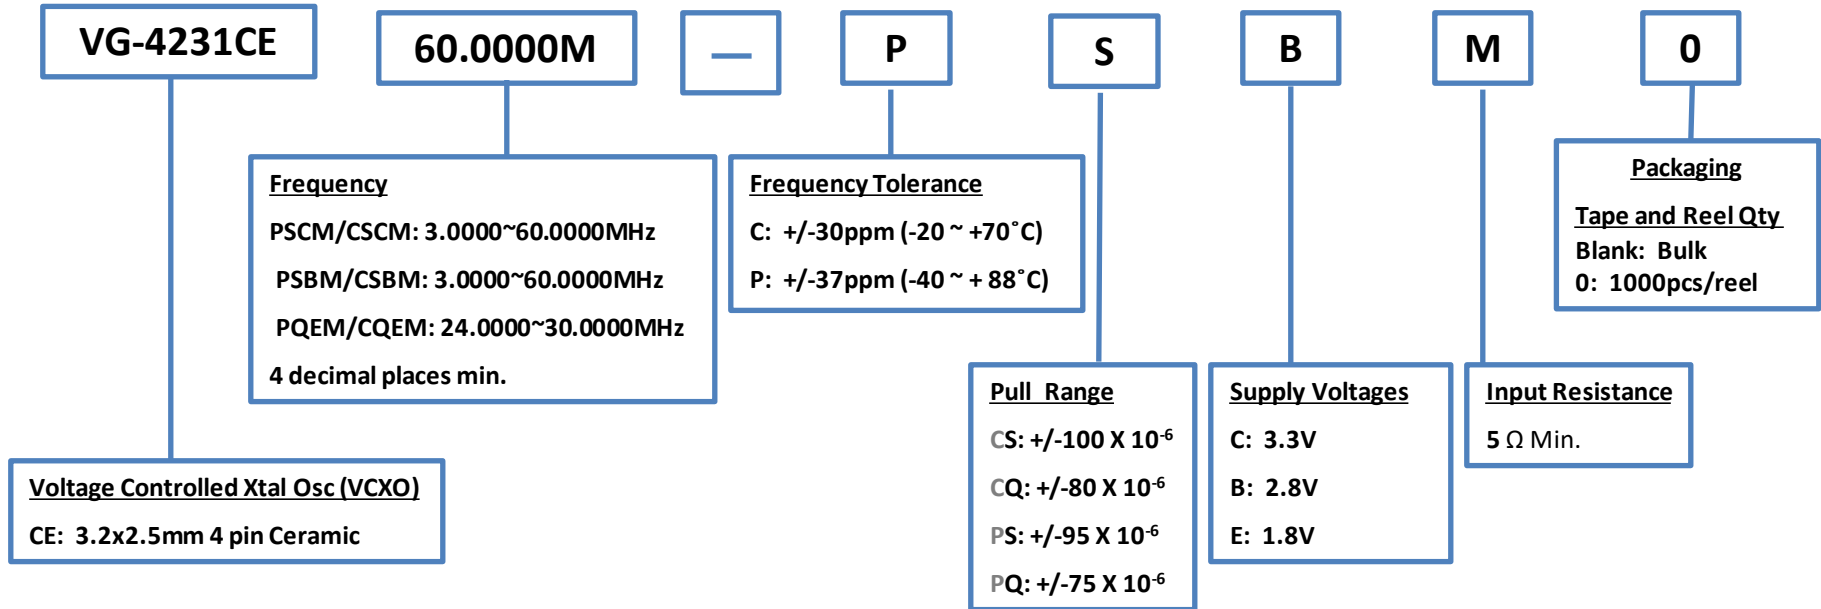 VG-4231CE 60.0000M — P S B M 0
Frequency
PSCM/CSCM: 3.0000~60.0000MHz
PSBM/CSBM: 3.0000~60.0000MHz
PQEM/CQEM: 24.0000~30.0000MHz
4 decimal places min.
Frequency Tolerance
C: +/-30ppm (-20 ~ +70˚C)
P: +/-37ppm (-40 ~ + 88˚C)
Packaging
Tape and Reel Qty
Blank: Bulk
0: 1000pcs/reel
Voltage Controlled Xtal Osc (VCXO)
CE: 3.2x2.5mm 4 pin Ceramic
Pull Range
CS: +/-100 X 10⁻⁶
CQ: +/-80 X 10⁻⁶
PS: +/-95 X 10⁻⁶
PQ: +/-75 X 10⁻⁶
Supply Voltages
C: 3.3V
B: 2.8V
E: 1.8V
Input Resistance
5 Ω Min.